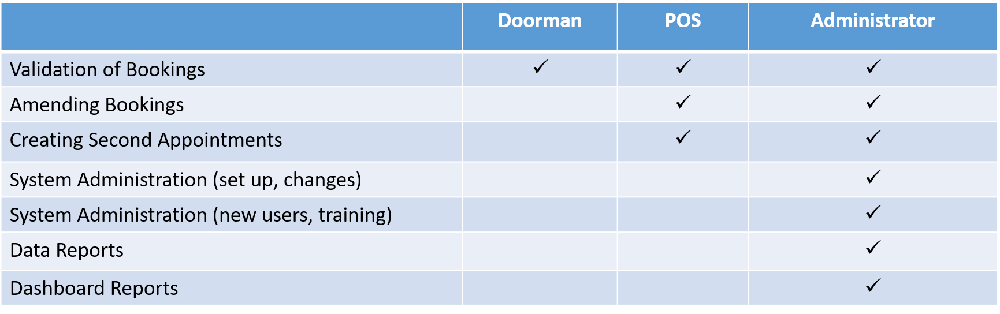 Doorman POS Administrator
Validation of Bookings ✓ ✓ ✓
Amending Bookings ✓ ✓
Creating Second Appointments ✓ ✓
System Administration (set up, changes) ✓
System Administration (new users, training) ✓
Data Reports ✓
Dashboard Reports ✓